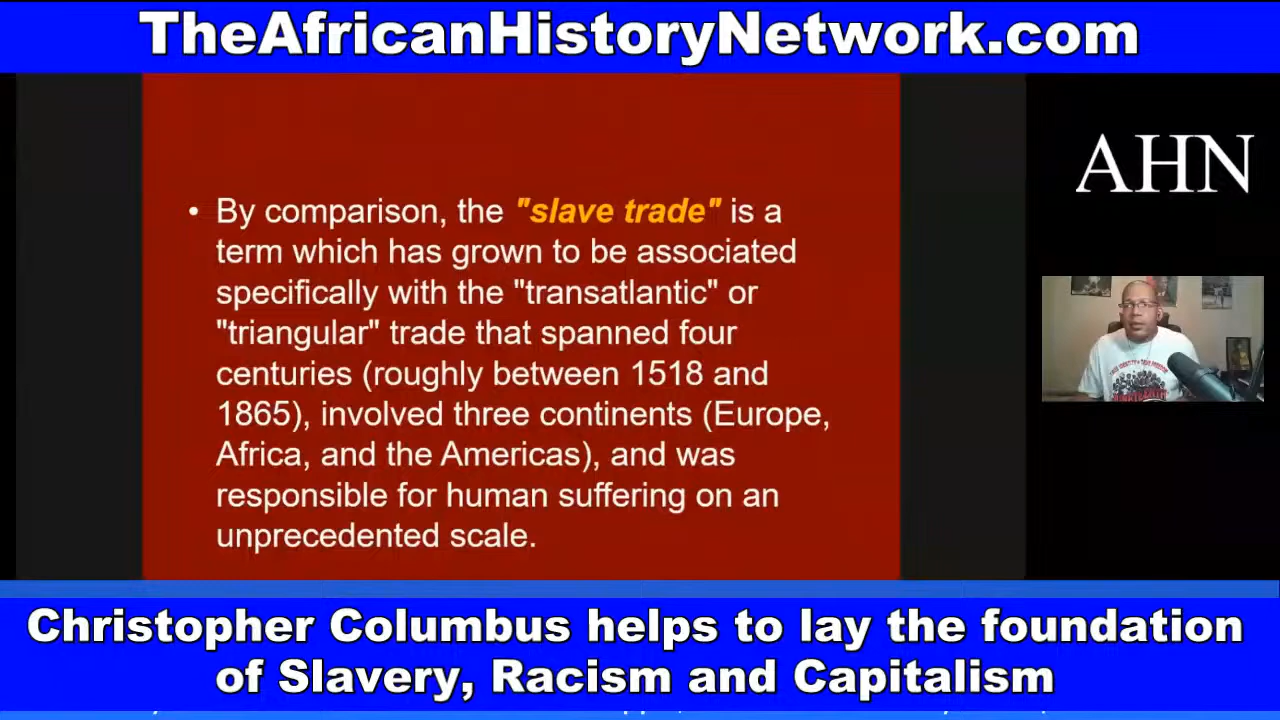 TheAfricanHistoryNetwork.com
AHN
• By comparison, the "slave trade" is a
term which has grown to be associated
specifically with the "transatlantic" or
"triangular" trade that spanned four
centuries (roughly between 1518 and
1865), involved three continents (Europe,
Africa, and the Americas), and was
responsible for human suffering on an
unprecedented scale.
Christopher Columbus helps to lay the foundation
of Slavery, Racism and Capitalism